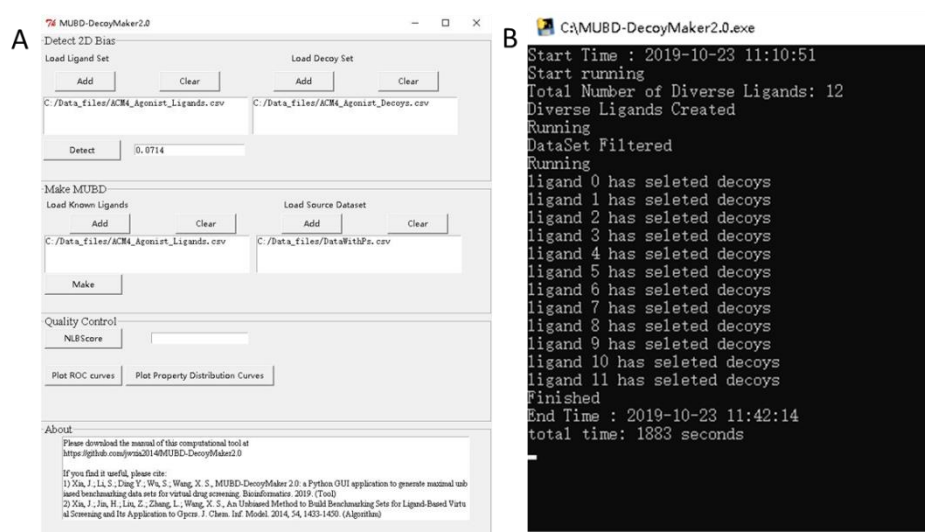 A
MUBD-DecoyMaker2.0
Detect 2D Bias
Load Ligand Set
Load Decoy Set
Add
Clear
Add
Clear
C:/Data_files/ACM4_Agonist_Ligands.csv
C:/Data_files/ACM4_Agonist_Decoys.csv
Detect
0.0714
Make MUBD
Load Known Ligands
Load Source Dataset
Add
Clear
Add
Clear
C:/Data_files/ACM4_Agonist_Ligands.csv
C:/Data_files/DataWithPs.csv
Make
Quality Control
NLBScore
Plot ROC curves
Plot Property Distribution Curves
About
Please download the manual of this computational tool at
https://github.com/jwxia2014/MUBD-DecoyMaker2.0
If you find it useful, please cite:
1) Xia, J.; Li, S.; Ding Y.; Wu, S.; Wang, X. S., MUBD-DecoyMaker 2.0: a Python GUI application to generate maximal unb
iased benchmarking data sets for virtual drug screening. Bioinformatics. 2019. (Tool)
2) Xia, J.; Jin, H.; Liu, Z.; Zhang, L.; Wang, X. S., An Unbiased Method to Build Benchmarking Sets for Ligand-Based Virtu
al Screening and Its Application to Gpcrs. J. Chem. Inf. Model. 2014, 54, 1433-1450. (Algorithm)
B
C:\MUBD-DecoyMaker2.0.exe
Start Time : 2019-10-23 11:10:51
Start running
Total Number of Diverse Ligands: 12
Diverse Ligands Created
Running
DataSet Filtered
Running
ligand 0 has seleted decoys
ligand 1 has seleted decoys
ligand 2 has seleted decoys
ligand 3 has seleted decoys
ligand 4 has seleted decoys
ligand 5 has seleted decoys
ligand 6 has seleted decoys
ligand 7 has seleted decoys
ligand 8 has seleted decoys
ligand 9 has seleted decoys
ligand 10 has seleted decoys
ligand 11 has seleted decoys
Finished
End Time : 2019-10-23 11:42:14
total time: 1883 seconds